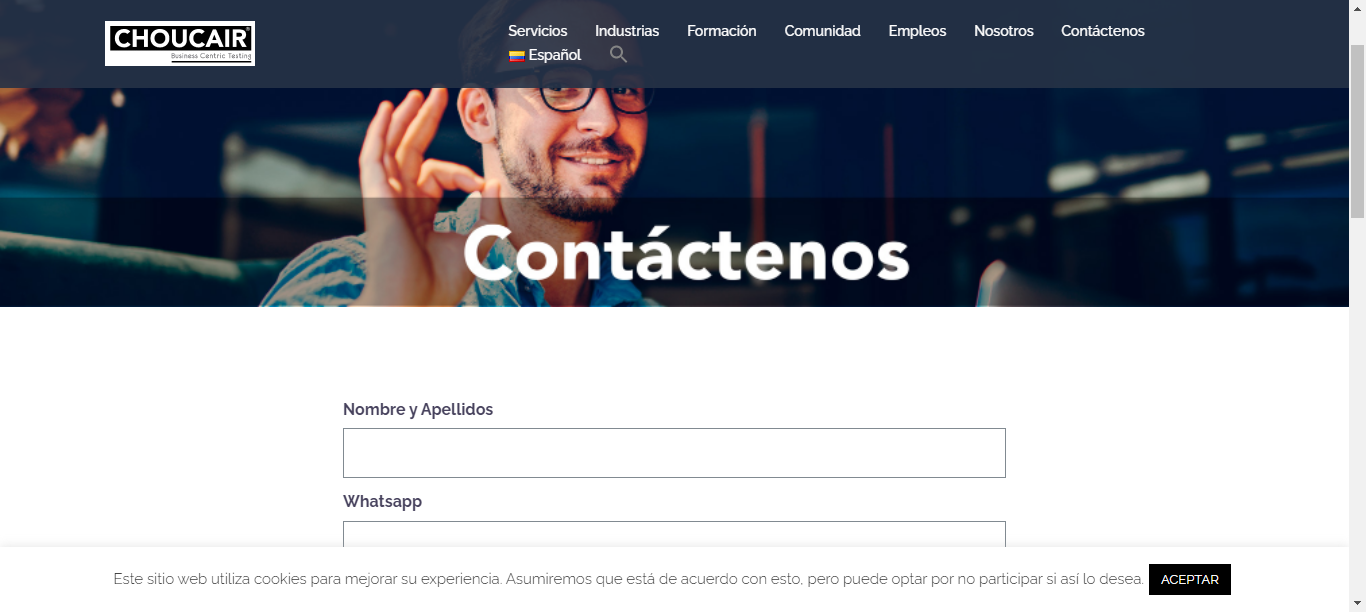 CHOUCAIR
Business Centric Testing
Servicios Industrias Formación Comunidad Empleos Nosotros Contáctenos
Español
Contáctenos
Nombre y Apellidos
Whatsapp
Este sitio web utiliza cookies para mejorar su experiencia. Asumiremos que está de acuerdo con esto, pero puede optar por no participar si así lo desea. ACEPTAR